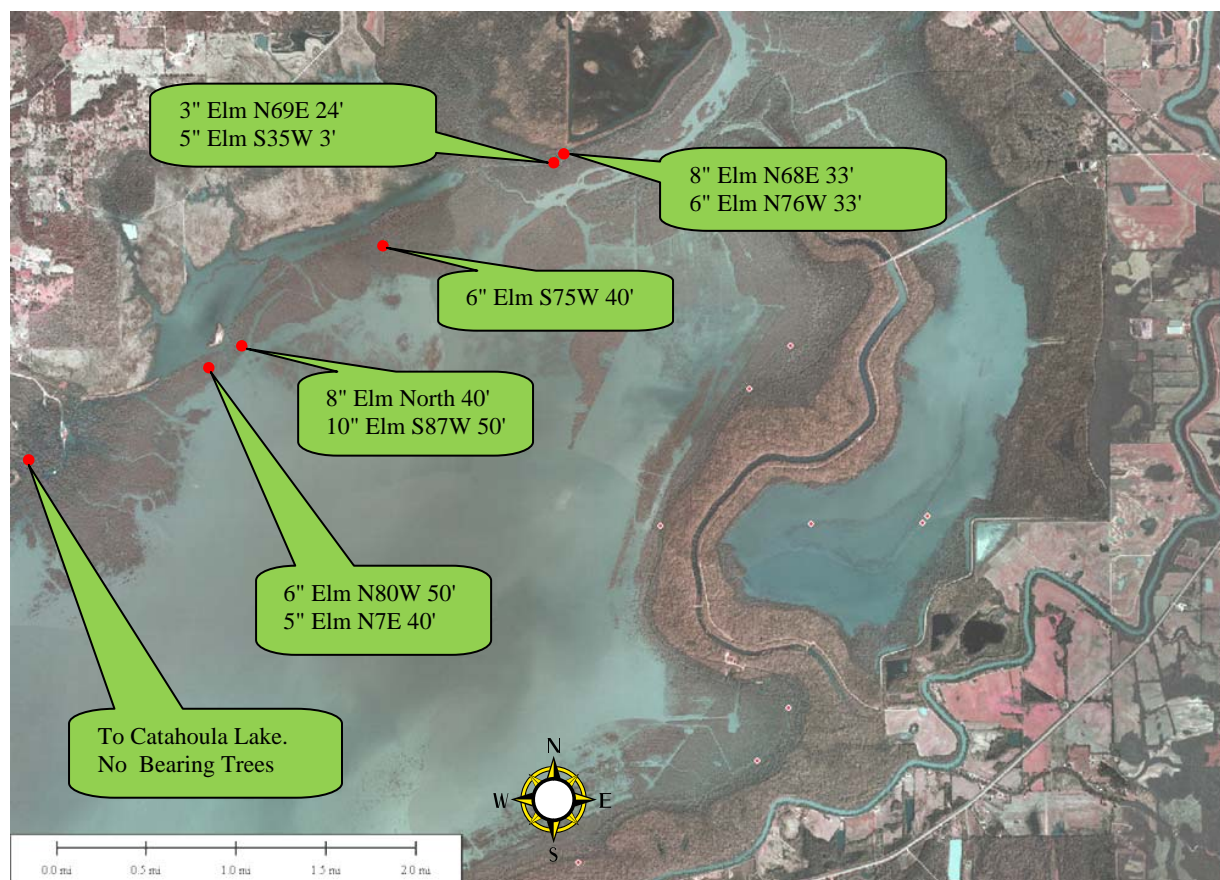 3" Elm N69E 24'
5" Elm S35W 3'
8" Elm N68E 33'
6" Elm N76W 33'
6" Elm S75W 40'
8" Elm North 40'
10" Elm S87W 50'
6" Elm N80W 50'
5" Elm N7E 40'
To Catahoula Lake.
No Bearing Trees
N
W E
S
0.0 mi 0.5 mi 1.0 mi 1.5 mi 2.0 mi